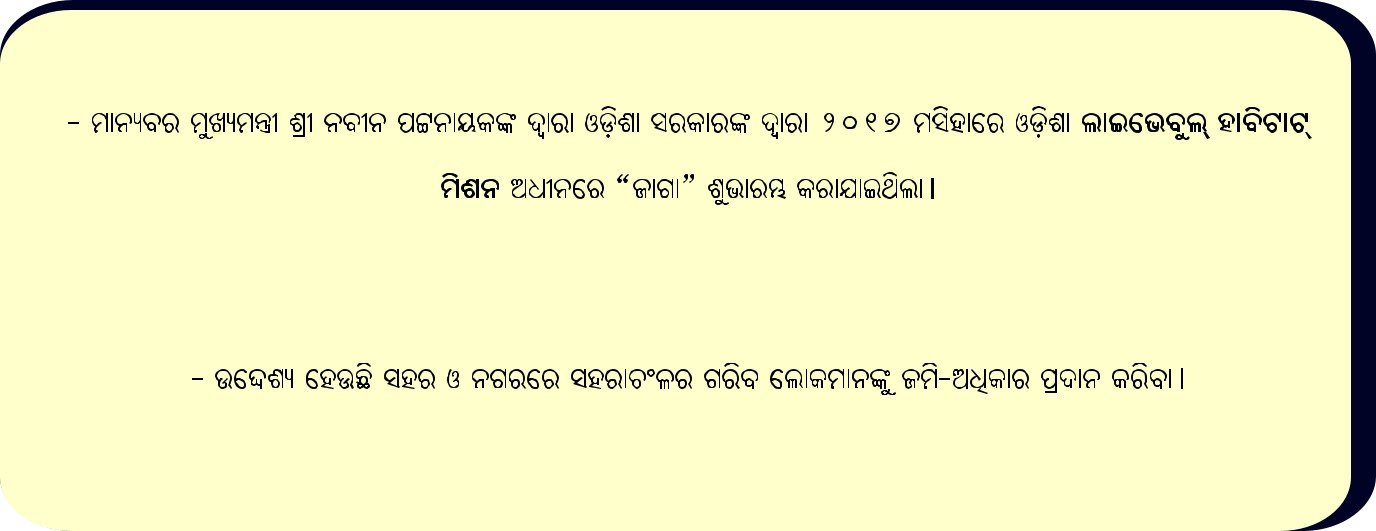 - ମାନ୍ୟବର ମୁଖ୍ୟମନ୍ତ୍ରୀ ଶ୍ରୀ ନବୀନ ପଟ୍ଟନାୟକଙ୍କ ଦ୍ୱାରା ଓଡ଼ିଶା ସରକାରଙ୍କ ଦ୍ୱାରା ୨୦୧୭ ମସିହାରେ ଓଡ଼ିଶା ଲାଇଭେବୁଲ୍ ହାବିଟାଟ୍
ମିଶନ ଅଧୀନରେ “ଜାଗା” ଶୁଭାରମ୍ଭ କରାଯାଇଥିଲା।
- ଉଦ୍ଦେଶ୍ୟ ହେଉଛି ସହର ଓ ନଗରରେ ସହରାଚଂଳର ଗରିବ ଲୋକମାନଙ୍କୁ ଜମି-ଅଧିକାର ପ୍ରଦାନ କରିବା।